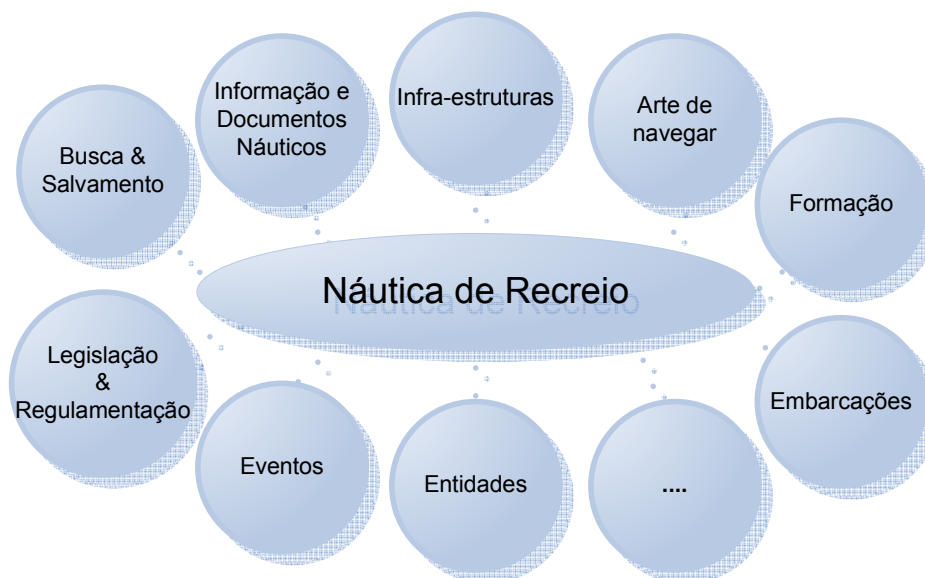 Infra-estruturas
Informação e
Documentos
Náuticos
Arte de
navegar
Busca &
Salvamento
Formação
Náutica de Recreio
Legislação
&
Regulamentação
Embarcações
Eventos
Entidades
....